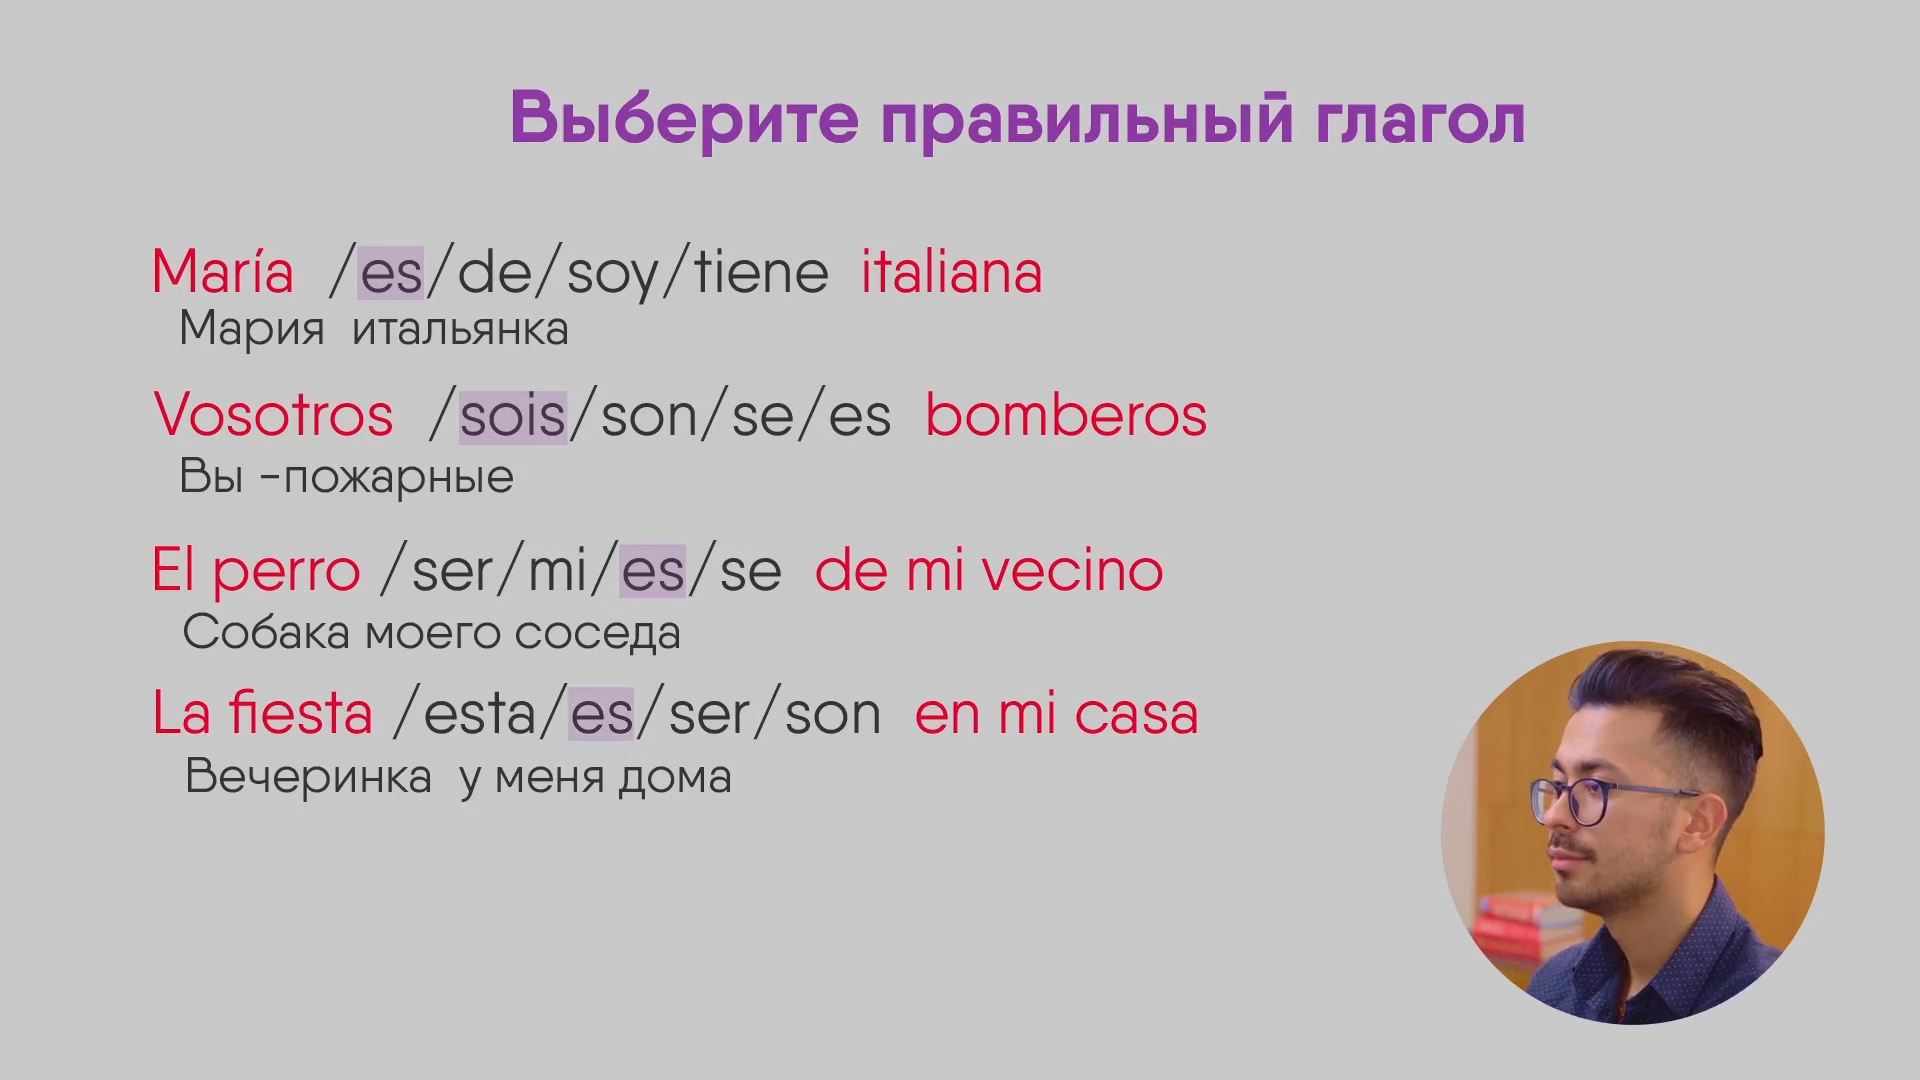 Выберите правильный глагол
María /es/de/soy/tiene italiana
Мария итальянка
Vosotros /sois/son/se/es bomberos
Вы -пожарные
El perro /ser/mi/es/se de mi vecino
Собака моего соседа
La fiesta /esta/es/ser/son en mi casa
Вечеринка у меня дома